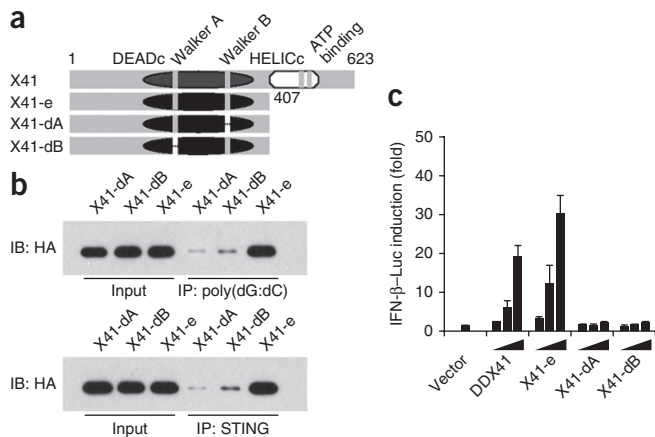 a
1
DEADc
Walker A
Walker B
HELICc
ATP binding
623
X41
407
X41-e
X41-dA
X41-dB
b
X41-dA
X41-dB
X41-e
X41-dA
X41-dB
X41-e
IB: HA
Input
IP: poly(dG:dC)
X41-dA
X41-dB
X41-e
X41-dA
X41-dB
X41-e
IB: HA
Input
IP: STING
c
IFN-β–Luc induction (fold)
50
40
30
20
10
0
Vector
DDX41
X41-e
X41-dA
X41-dB